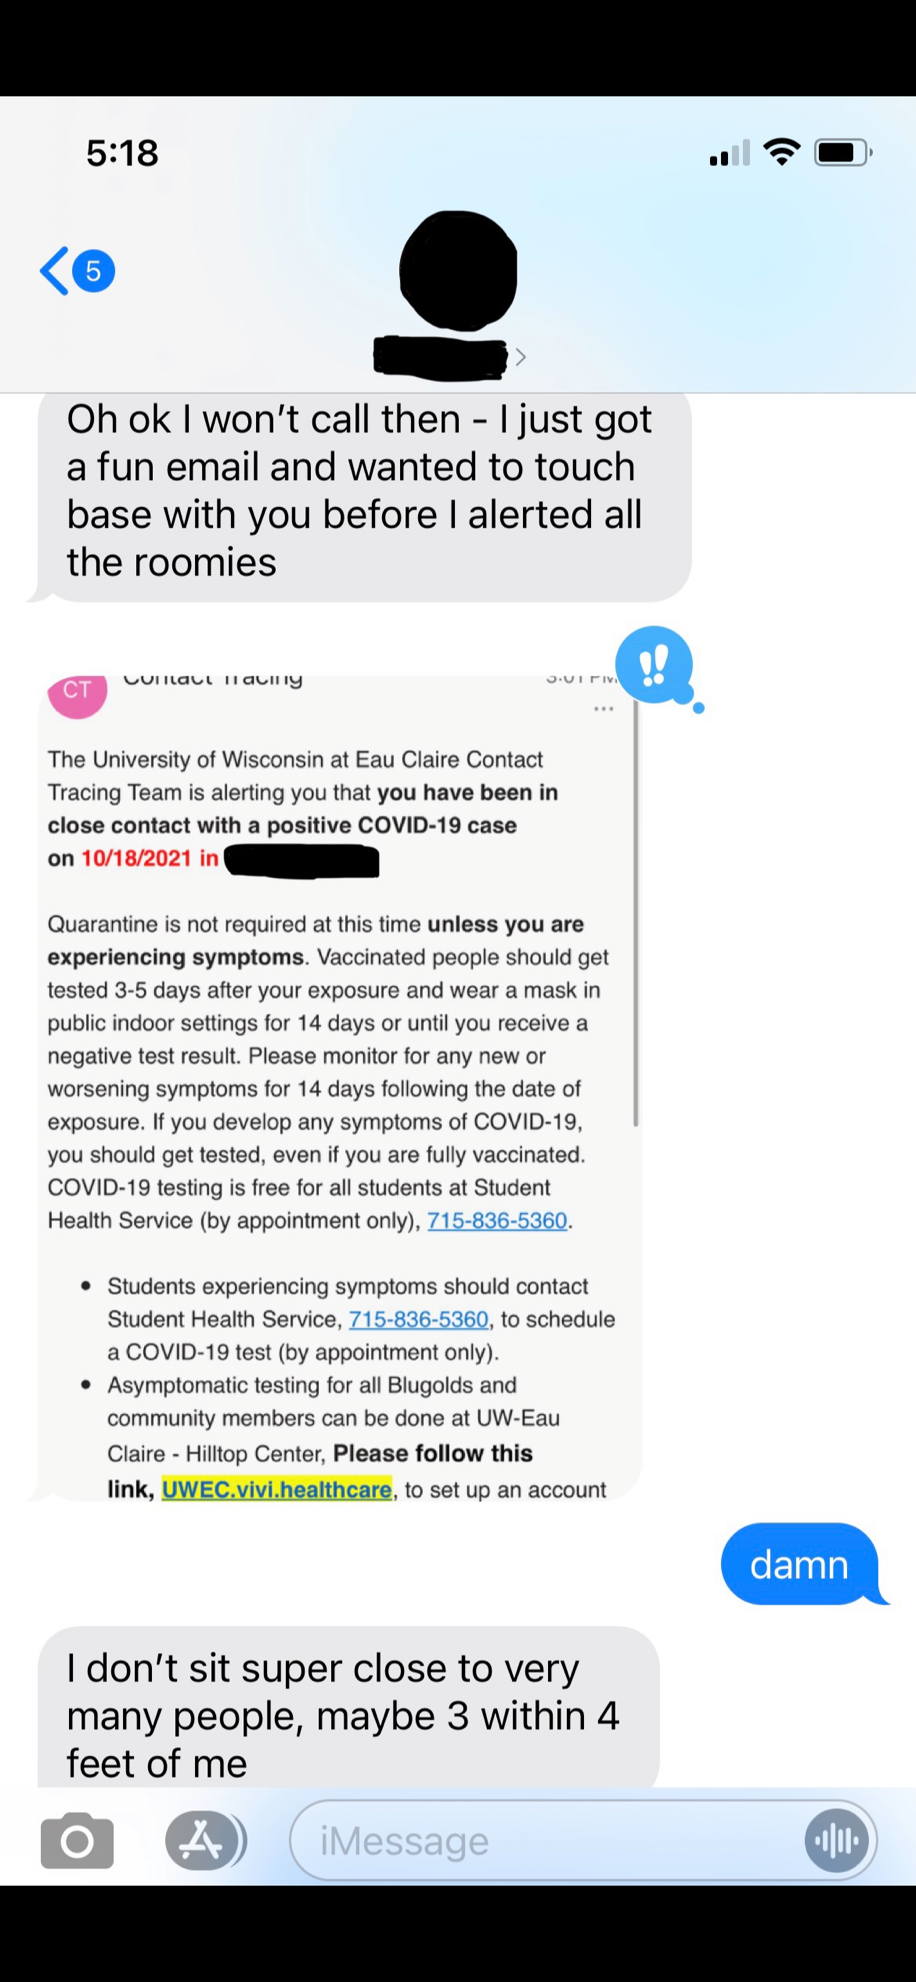 5:18
5
Oh ok I won’t call then - I just got
a fun email and wanted to touch
base with you before I alerted all
the roomies
CT
Contact Tracing
3:01 PM
The University of Wisconsin at Eau Claire Contact
Tracing Team is alerting you that you have been in
close contact with a positive COVID-19 case
on 10/18/2021 in
Quarantine is not required at this time unless you are
experiencing symptoms. Vaccinated people should get
tested 3-5 days after your exposure and wear a mask in
public indoor settings for 14 days or until you receive a
negative test result. Please monitor for any new or
worsening symptoms for 14 days following the date of
exposure. If you develop any symptoms of COVID-19,
you should get tested, even if you are fully vaccinated.
COVID-19 testing is free for all students at Student
Health Service (by appointment only), 715-836-5360.
• Students experiencing symptoms should contact
Student Health Service, 715-836-5360, to schedule
a COVID-19 test (by appointment only).
• Asymptomatic testing for all Blugolds and
community members can be done at UW-Eau
Claire - Hilltop Center, Please follow this
link, UWEC.vivi.healthcare, to set up an account
damn
I don’t sit super close to very
many people, maybe 3 within 4
feet of me
iMessage